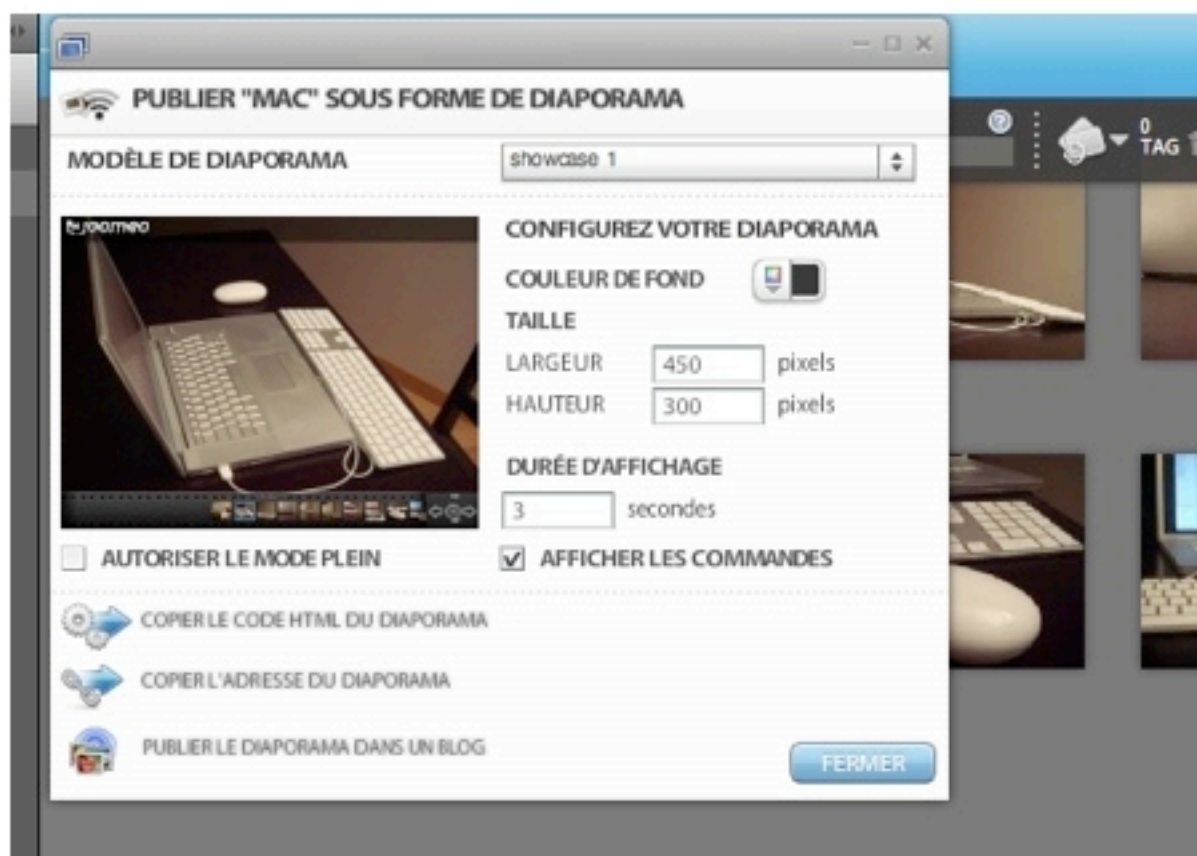 PUBLIER "MAC" SOUS FORME DE DIAPORAMA
MODÈLE DE DIAPORAMA
showcase 1
joomeo
CONFIGUREZ VOTRE DIAPORAMA
COULEUR DE FOND
TAILLE
LARGEUR 450 pixels
HAUTEUR 300 pixels
DURÉE D'AFFICHAGE
3 secondes
AUTORISER LE MODE PLEIN
AFFICHER LES COMMANDES
COPIER LE CODE HTML DU DIAPORAMA
COPIER L'ADRESSE DU DIAPORAMA
PUBLIER LE DIAPORAMA DANS UN BLOG
FERMER
0
TAG